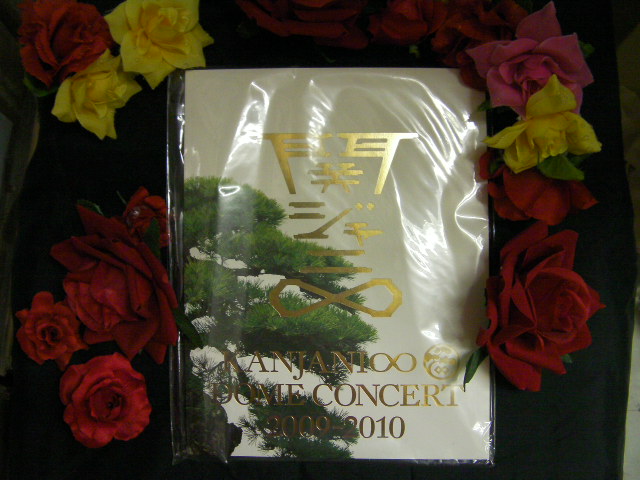 関
ジャ
ニ
∞
KANJANI∞
DOME CONCERT
2009-2010